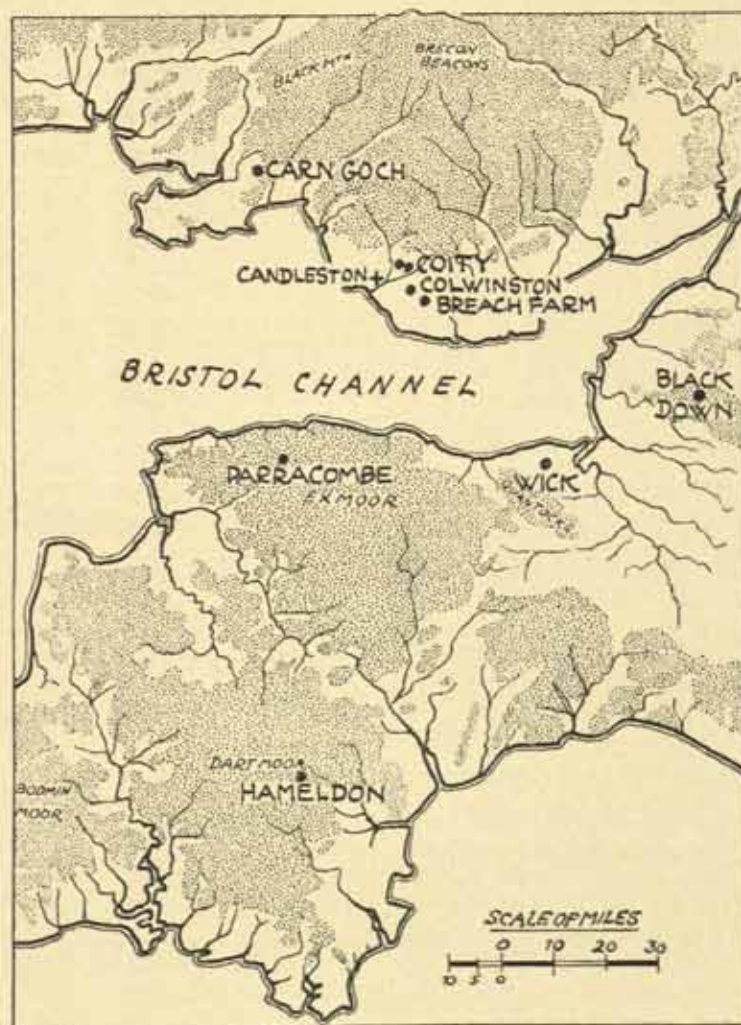 BRECON
BEACONS
BLACK MTN
CARN GOCH
COITY
CANDLESTON +
COLWINSTON
BREACH FARM
BRISTOL CHANNEL
BLACK
DOWN
PARRACOMBE
EXMOOR
WICK
QUANTOCKS
DARTMOOR
HAMELDON
BODMIN
MOOR
SCALE OF MILES
0 10 20 30
10 5 0